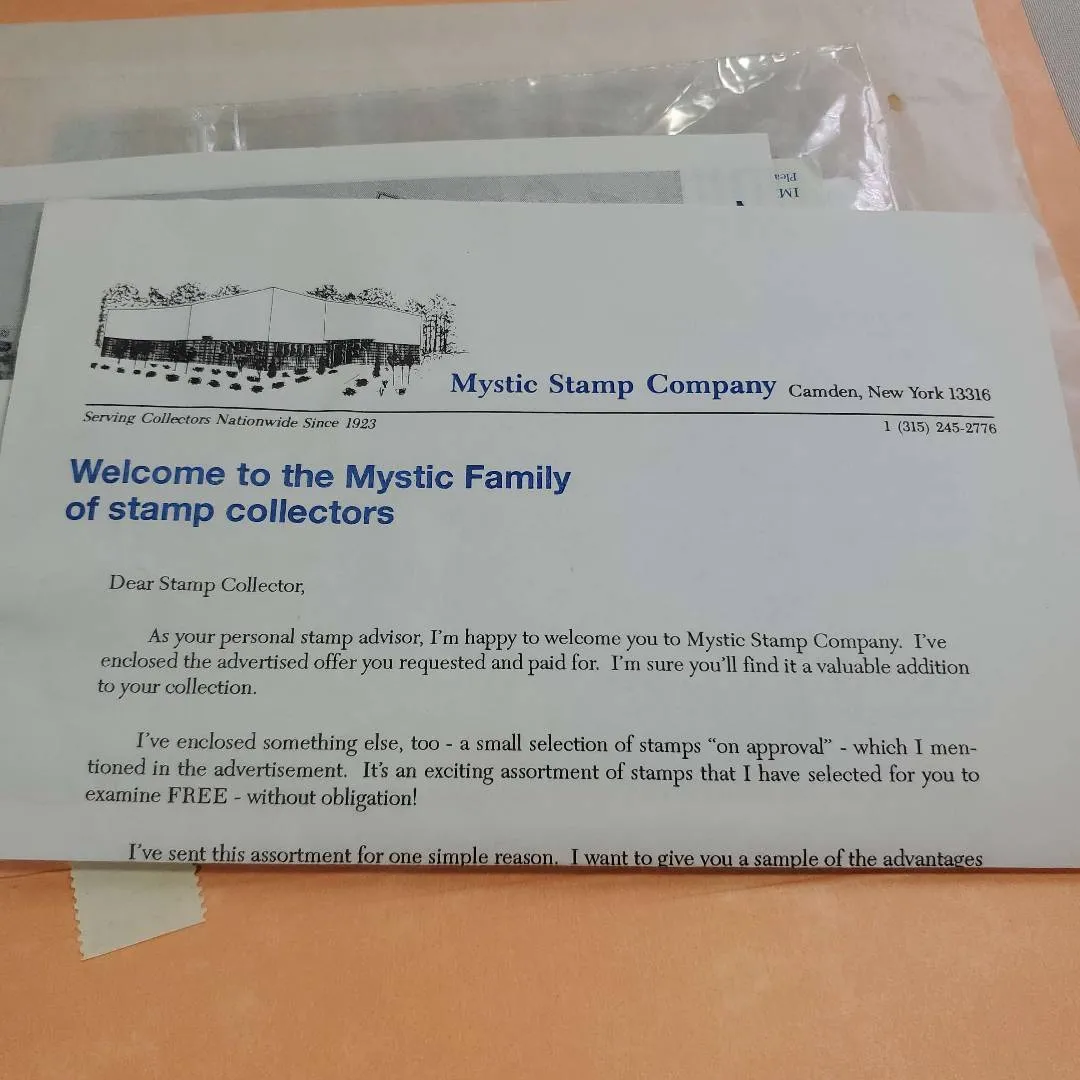 Plea
IM
Mystic Stamp Company Camden, New York 13316
Serving Collectors Nationwide Since 1923
1 (315) 245-2776
Welcome to the Mystic Family
of stamp collectors
Dear Stamp Collector,
As your personal stamp advisor, I'm happy to welcome you to Mystic Stamp Company. I've
enclosed the advertised offer you requested and paid for. I'm sure you'll find it a valuable addition
to your collection.
I've enclosed something else, too - a small selection of stamps “on approval” - which I men-
tioned in the advertisement. It's an exciting assortment of stamps that I have selected for you to
examine FREE - without obligation!
I've sent this assortment for one simple reason. I want to give you a sample of the advantages